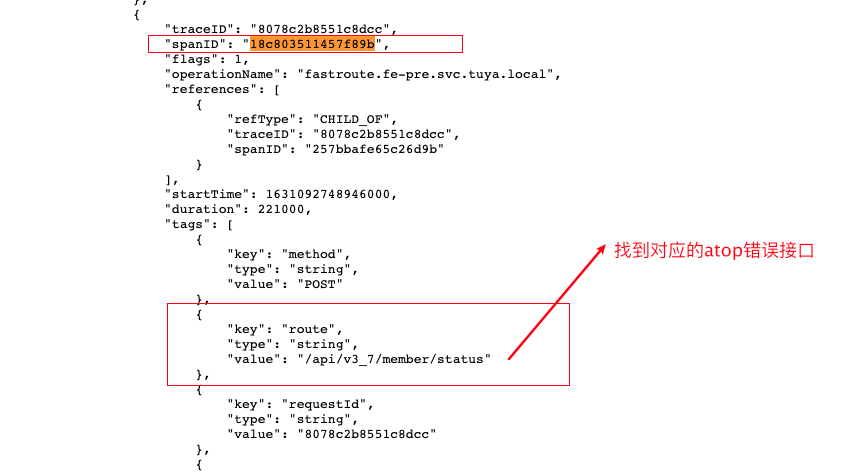 },
{
"traceID": "8078c2b8551c8dcc",
"spanID": "18c803511457f89b",
"flags": 1,
"operationName": "fastroute.fe-pre.svc.tuya.local",
"references": [
{
"refType": "CHILD_OF",
"traceID": "8078c2b8551c8dcc",
"spanID": "257bbafe65c26d9b"
}
],
"startTime": 1631092748946000,
"duration": 221000,
"tags": [
{
"key": "method",
"type": "string",
"value": "POST"
},
{
"key": "route",
"type": "string",
"value": "/api/v3_7/member/status"
},
{
"key": "requestId",
"type": "string",
"value": "8078c2b8551c8dcc"
},
{
找到对应的atop错误接口